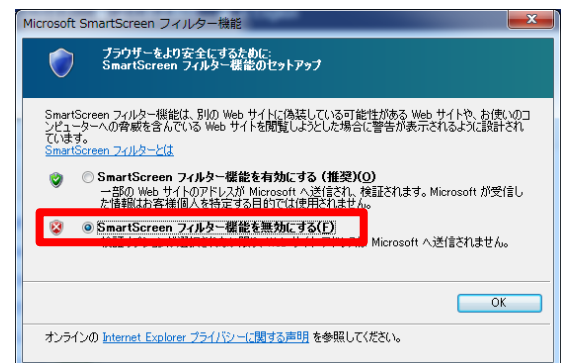 Microsoft SmartScreen フィルター機能
ブラウザーをより安全にするために:
SmartScreen フィルター機能のセットアップ
SmartScreen フィルター機能は、別の Web サイトに偽装している可能性がある Web サイトや、お使いのコ
ンピューターへの脅威を含んでいる Web サイトを閲覧しようとした場合に警告が表示されるように設計され
ています。
SmartScreen フィルターとは
SmartScreen フィルター機能を有効にする (推奨)(O)
一部の Web サイトのアドレスが Microsoft へ送信され、検証されます。Microsoft が受信し
た情報はお客様個人を特定する目的では使用されません。
SmartScreen フィルター機能を無効にする(F)
Microsoft へ送信されません。
OK
オンラインの Internet Explorer プライバシーに関する声明 を参照してください。